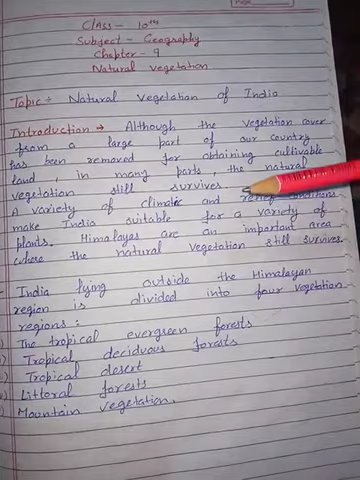 Class - 10th
Subject - Geography
Chapter - 9
Natural vegetation
Topic :- Natural vegetation of India
Introduction → Although the vegetation cover
from a large part of our country
has been removed for obtaining cultivable
land, in many parts, the natural
vegetation still survives.
A variety of climatic and relief conditions
make India suitable for a variety of
plants. Himalayas are an important area
where the natural vegetation still survives.
India lying outside the Himalayan
region is divided into four vegetation
regions :
The tropical evergreen forests
Tropical deciduous forests
Tropical desert
Littoral forests
Mountain vegetation.